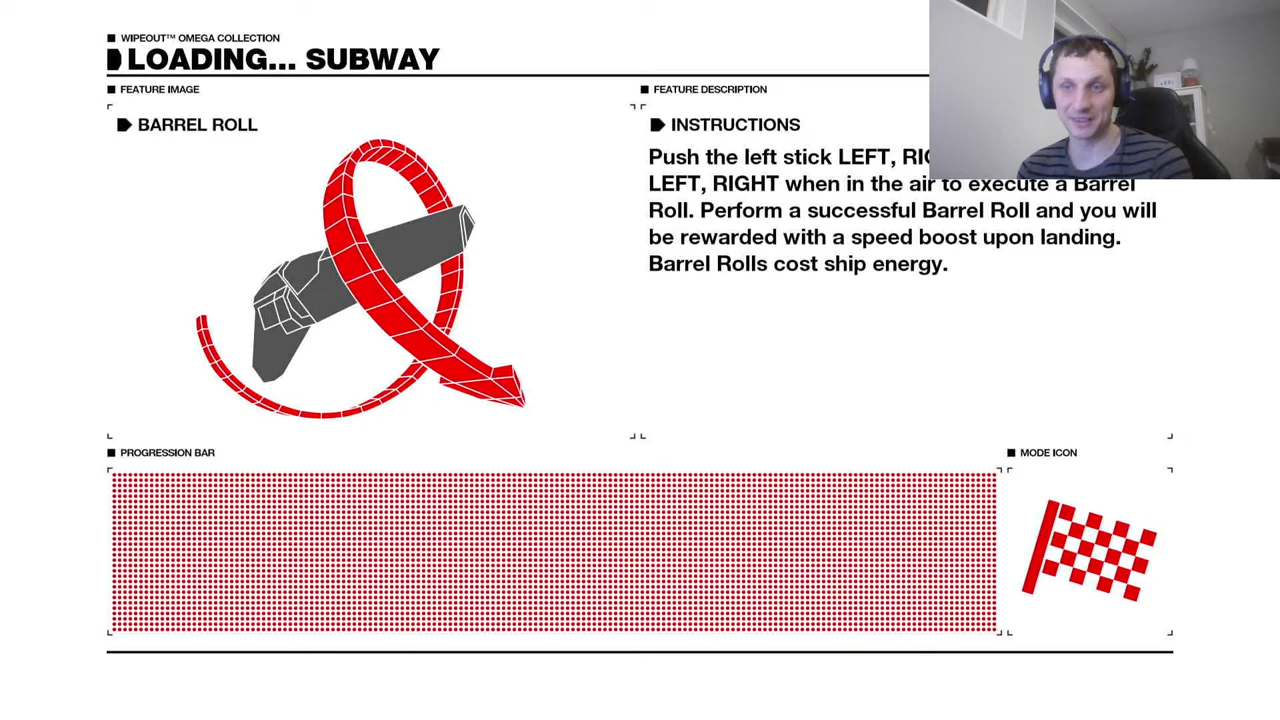 WIPEOUT™ OMEGA COLLECTION
LOADING... SUBWAY
FEATURE IMAGE
BARREL ROLL
FEATURE DESCRIPTION
INSTRUCTIONS
Push the left stick LEFT,
LEFT, RIGHT when in the air to execute a Barrel
Roll. Perform a successful Barrel Roll and you will
be rewarded with a speed boost upon landing.
Barrel Rolls cost ship energy.
PROGRESSION BAR
MODE ICON